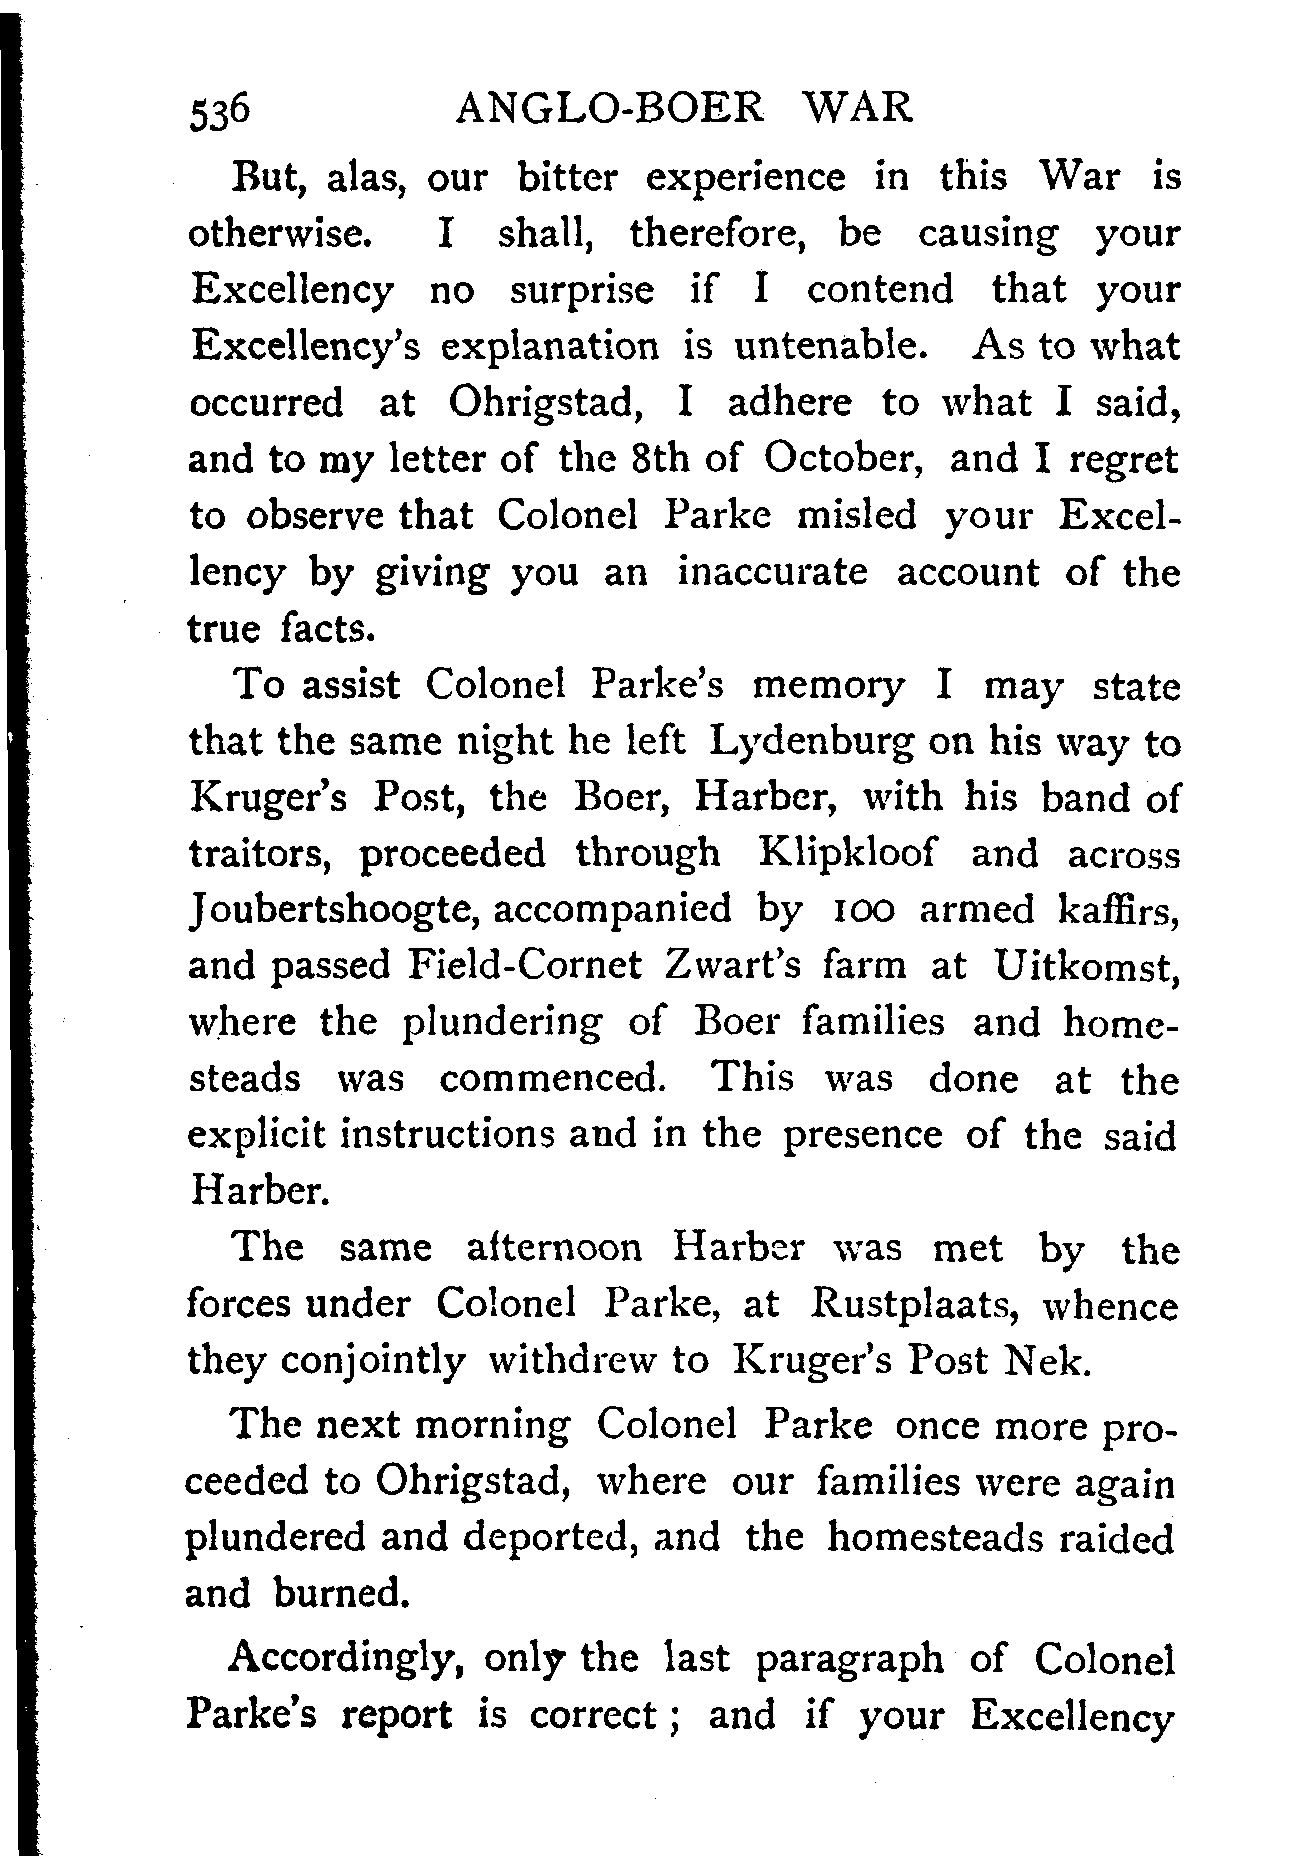 536 ANGLO-BOER WAR
But, alas, our bitter experience in this War is
otherwise. I shall, therefore, be causing your
Excellency no surprise if I contend that your
Excellency's explanation is untenable. As to what
occurred at Ohrigstad, I adhere to what I said,
and to my letter of the 8th of October, and I regret
to observe that Colonel Parke misled your Excel-
lency by giving you an inaccurate account of the
true facts.
To assist Colonel Parke's memory I may state
that the same night he left Lydenburg on his way to
Kruger's Post, the Boer, Harber, with his band of
traitors, proceeded through Klipkloof and across
Joubertshoogte, accompanied by 100 armed kaffirs,
and passed Field-Cornet Zwart's farm at Uitkomst,
where the plundering of Boer families and home-
steads was commenced. This was done at the
explicit instructions and in the presence of the said
Harber.
The same afternoon Harber was met by the
forces under Colonel Parke, at Rustplaats, whence
they conjointly withdrew to Kruger's Post Nek.
The next morning Colonel Parke once more pro-
ceeded to Ohrigstad, where our families were again
plundered and deported, and the homesteads raided
and burned.
Accordingly, only the last paragraph of Colonel
Parke's report is correct ; and if your Excellency